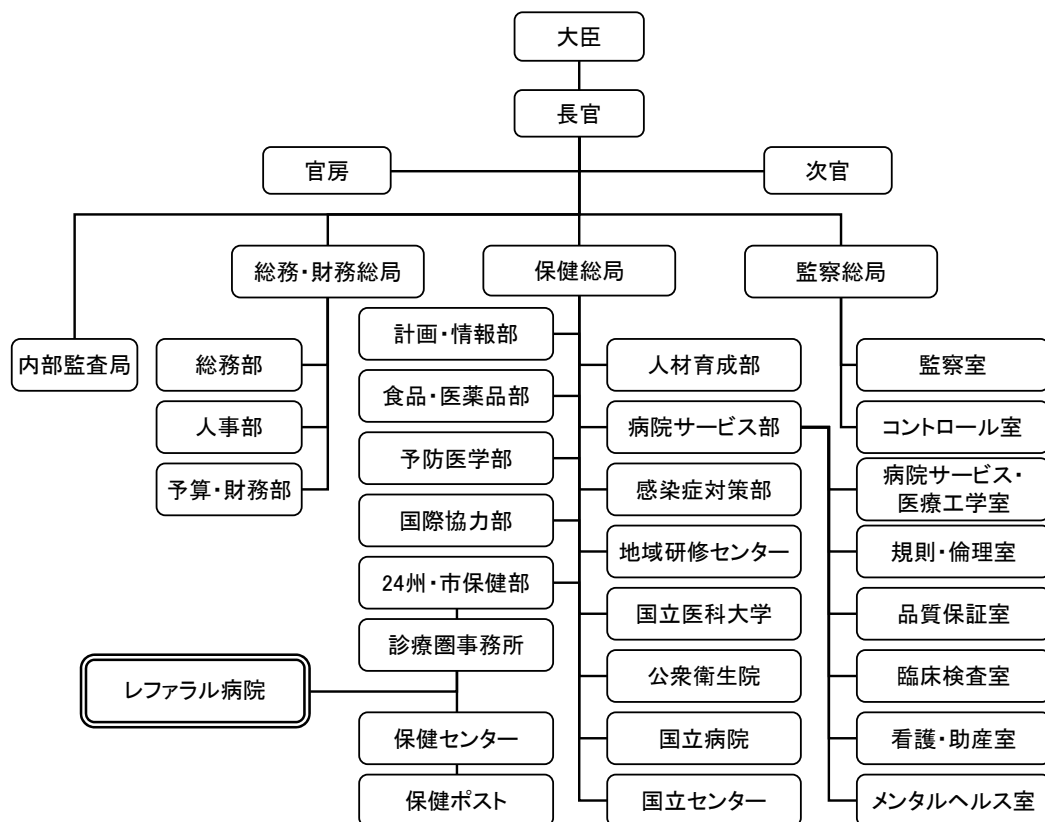 大臣
長官
官房
次官
総務・財務総局
保健総局
監察総局
内部監査局
総務部
人事部
予算・財務部
計画・情報部
食品・医薬品部
予防医学部
国際協力部
24州・市保健部
診療圏事務所
レファラル病院
保健センター
保健ポスト
人材育成部
病院サービス部
感染症対策部
地域研修センター
国立医科大学
公衆衛生院
国立病院
国立センター
監察室
コントロール室
病院サービス・
医療工学室
規則・倫理室
品質保証室
臨床検査室
看護・助産室
メンタルヘルス室